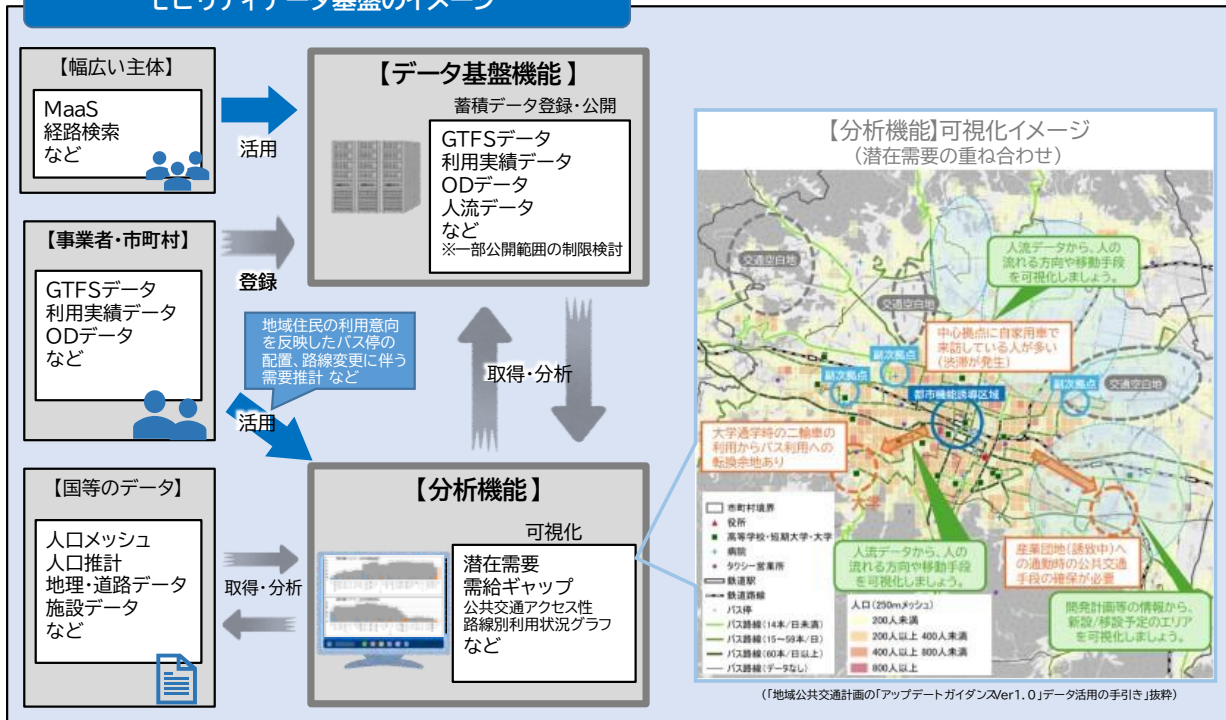 モビリティデータ基盤のイメージ
【幅広い主体】
MaaS
経路検索
など
活用
【データ基盤機能】
蓄積データ登録・公開
GTFSデータ
利用実績データ
ODデータ
人流データ
など
※一部公開範囲の制限検討
【事業者・市町村】
GTFSデータ
利用実績データ
ODデータ
など
登録
地域住民の利用意向
を反映したバス停の
配置、路線変更に伴う
需要推計 など
活用
取得・分析
【国等のデータ】
人口メッシュ
人口推計
地理・道路データ
施設データ
など
取得・分析
【分析機能】
可視化
潜在需要
需給ギャップ
公共交通アクセス性
路線別利用状況グラフ
など
【分析機能】可視化イメージ
(潜在需要の重ね合わせ)
交通空白地
人流データから、人の
流れる方向や移動手段
を可視化しましょう。
交通空白地
中心拠点に自家用車で
来訪している人が多い
(渋滞が発生)
副次拠点
副次拠点
副次拠点
交通空白地
都市機能誘導区域
大学通学時の二輪車の
利用からバス利用への
転換余地あり
大学
市町村境界
役所
高等学校・短期大学・大学
病院
タクシー営業所
鉄道駅
鉄道路線
バス停
バス路線(14本/日未満)
バス路線(15~59本/日)
バス路線(60本/日以上)
バス路線(データなし)
人流データから、人の
流れる方向や移動手段
を可視化しましょう。
産業団地(誘致中)へ
の通勤時の公共交通
手段の確保が必要
人口(250mメッシュ)
200人未満
200人以上 400人未満
400人以上 800人未満
800人以上
開発計画等の情報から、
新設/移設予定のエリア
を可視化しましょう。
(「地域公共交通計画の「アップデートガイダンスVer1.0」データ活用の手引き」抜粋)